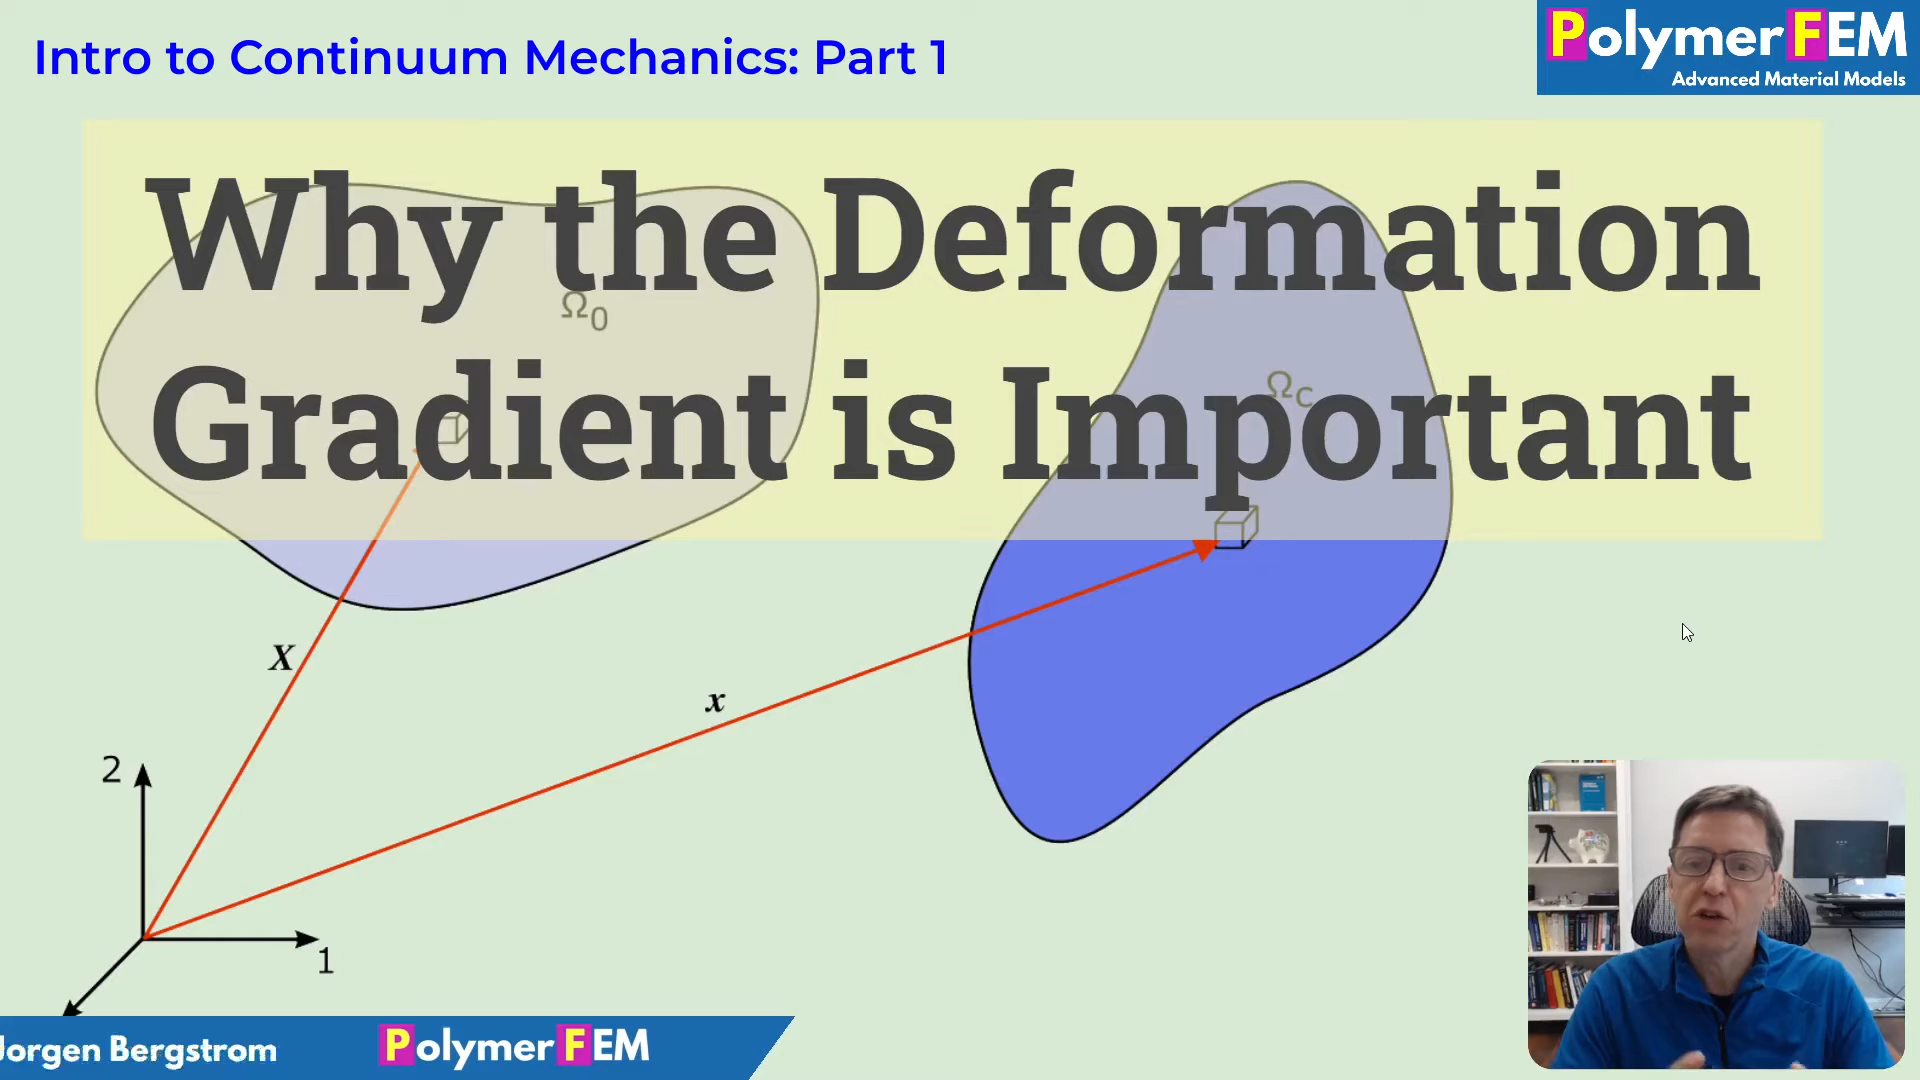 Intro to Continuum Mechanics: Part 1
PolymerFEM
Advanced Material Models
Why the Deformation
Gradient is Important
Ω0
ΩC
X
x
2
1
Jorgen Bergstrom
PolymerFEM